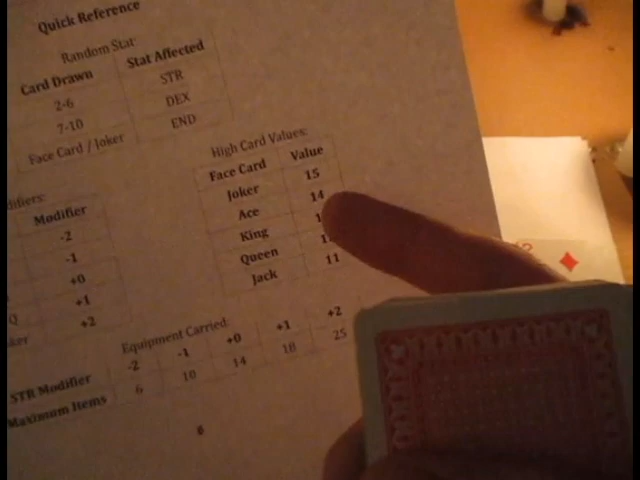 Quick Reference
Random Stat:
Card Drawn Stat Affected
2-6 STR
7-10 DEX
Face Card / Joker END
High Card Values:
Face Card Value
Joker 15
Ace 14
King
Queen
Jack 11
Modifier
-2
-1
+0
Q +1
+2
Equipment Carried
STR Modifier -2 -1 +0 +1 +2
Maximum Items 6 10 14 18 25
6